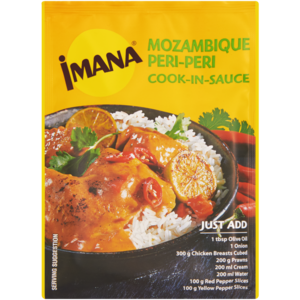 imana®
MOZAMBIQUE
PERI-PERI
COOK-IN-SAUCE
JUST ADD
1 tbsp Olive Oil
1 Onion
300 g Chicken Breasts Cubed
200 g Prawns
200 ml Cream
200 ml Water
100 g Red Pepper Slices
100 g Yellow Pepper Slices
SERVING SUGGESTION